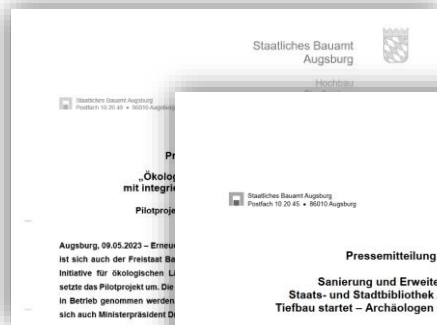 Staatliches Bauamt
Augsburg
Hochbau
Staatliches Bauamt Augsburg
Postfach 10 20 45 • 86010 Augsburg
„Ökolog
mit integrie
Pilotproje
Augsburg, 09.05.2023 – Erneue
ist sich auch der Freistaat Ba
Initiative für ökologischen L
setzte das Pilotprojekt um. Die
in Betrieb genommen werden
sich auch Ministerpräsident D
Staatliches Bauamt Augsburg
Postfach 10 20 45 • 86010 Augsburg
Pressemitteilung
Sanierung und Erweite
Staats- und Stadtbibliothek
Tiefbau startet – Archäologen